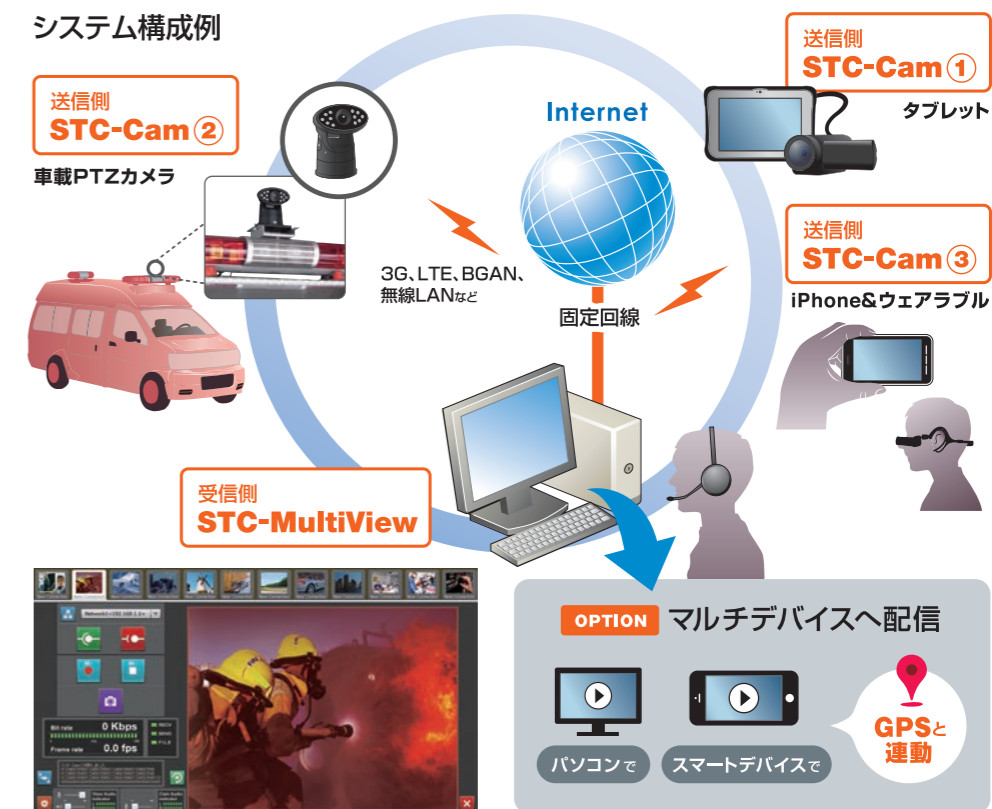 システム構成例
送信側
STC-Cam①
タブレット
送信側
STC-Cam②
車載PTZカメラ
Internet
3G、LTE、BGAN、
無線LANなど
固定回線
送信側
STC-Cam③
iPhone&ウェアラブル
受信側
STC-MultiView
Bit rate 0 Kbps
RECV
SEND
FILE
Frame rate 0.0 fps
OPTION マルチデバイスへ配信
パソコンで
スマートデバイスで
GPSと
連動